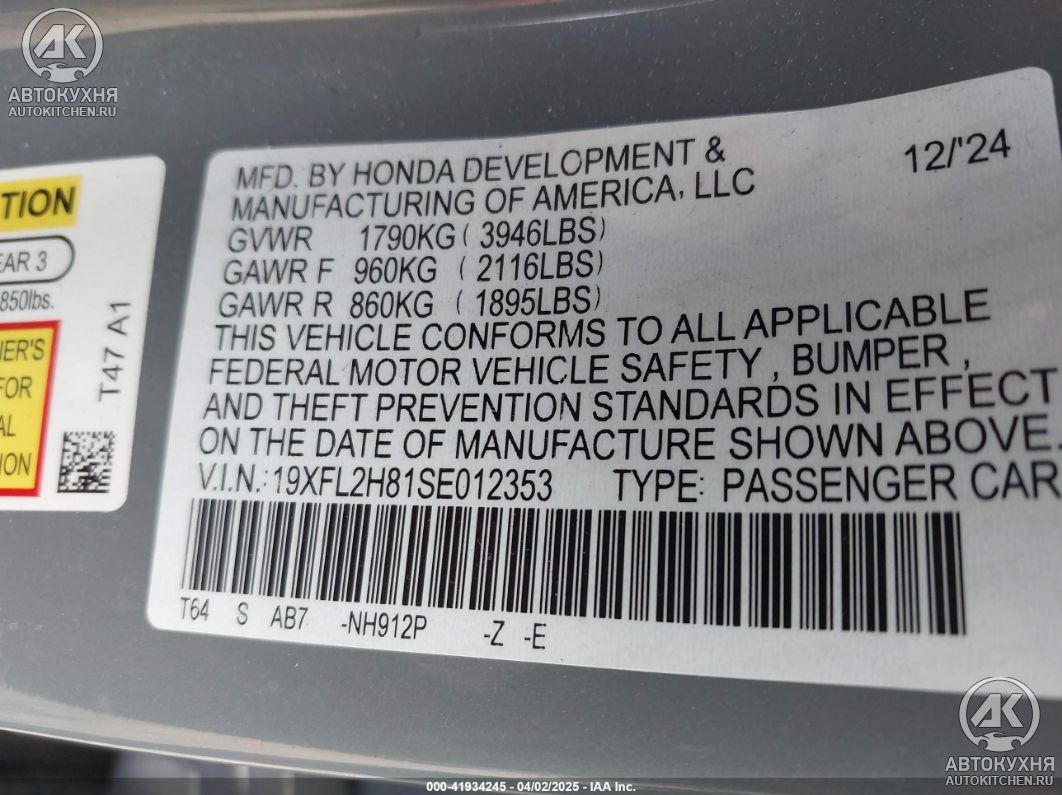 AK
АВТОКУХНЯ
AUTOKITCHEN.RU
TION
EAR 3
850lbs.
NER'S
FOR
AL
ION
T47 A1
12/'24
MFD. BY HONDA DEVELOPMENT &
MANUFACTURING OF AMERICA, LLC
GVWR 1790KG ( 3946LBS)
GAWR F 960KG ( 2116LBS)
GAWR R 860KG ( 1895LBS)
THIS VEHICLE CONFORMS TO ALL APPLICABLE
FEDERAL MOTOR VEHICLE SAFETY , BUMPER ,
AND THEFT PREVENTION STANDARDS IN EFFECT
ON THE DATE OF MANUFACTURE SHOWN ABOVE.
V.I.N.: 19XFL2H81SE012353 TYPE: PASSENGER CAR
T64 S AB7 -NH912P -Z -E
AK
АВТОКУХНЯ
AUTOKITCHEN.RU
000-41934245 - 04/02/2025 - IAA Inc.